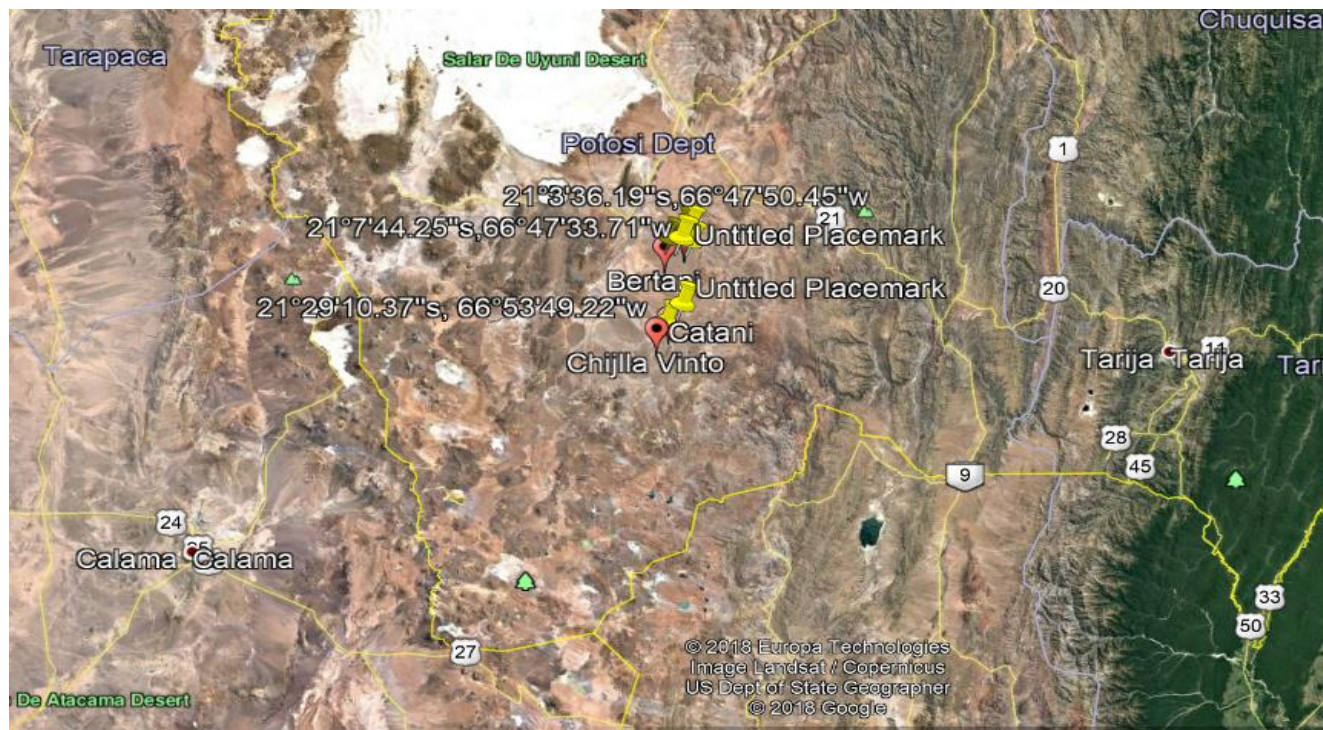 Chuquisa
Tarapaca
Salar De Uyuni Desert
Potosi Dept
1
21°3'36.19"s,66°47'50.45"w
21
21°7'44.25"s,66°47'33.71"w
Untitled Placemark
Bertani
Untitled Placemark
20
21°29'10.37"s, 66°53'49.22"w
Catani
Chijlla Vinto
11
Tarija Tarija
Tari
28
45
9
24
Calama Calama
33
50
27
© 2018 Europa Technologies
Image Landsat / Copernicus
US Dept of State Geographer
© 2018 Google
De Atacama Desert